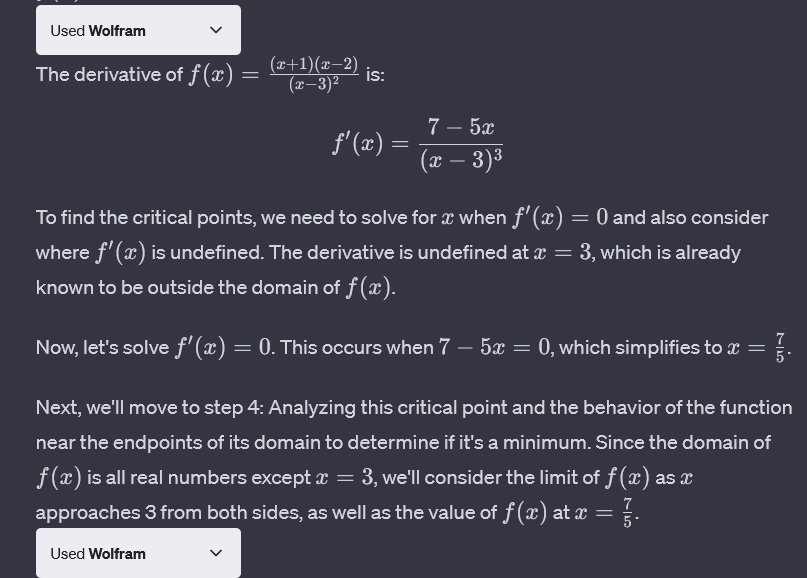 Used Wolfram
The derivative of f(x) = (x+1)(x−2)/(x−3)² is:
f′(x) = 7 − 5x/(x − 3)³
To find the critical points, we need to solve for x when f′(x) = 0 and also consider
where f′(x) is undefined. The derivative is undefined at x = 3, which is already
known to be outside the domain of f(x).
Now, let's solve f′(x) = 0. This occurs when 7 − 5x = 0, which simplifies to x = 7/5.
Next, we'll move to step 4: Analyzing this critical point and the behavior of the function
near the endpoints of its domain to determine if it's a minimum. Since the domain of
f(x) is all real numbers except x = 3, we'll consider the limit of f(x) as x
approaches 3 from both sides, as well as the value of f(x) at x = 7/5.
Used Wolfram